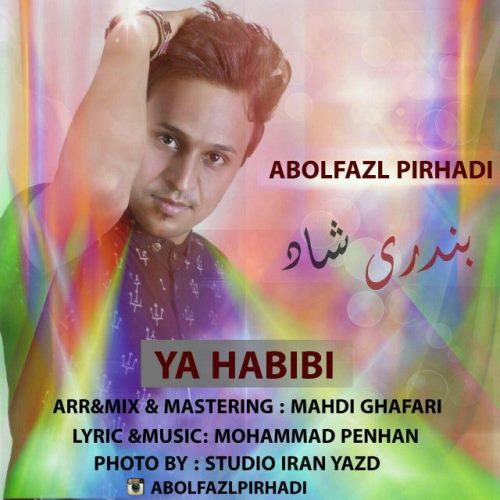 ABOLFAZL PIRHADI
بندری شاد
YA HABIBI
ARR&MIX & MASTERING : MAHDI GHAFARI
LYRIC &MUSIC: MOHAMMAD PENHAN
PHOTO BY : STUDIO IRAN YAZD
ABOLFAZLPIRHADI